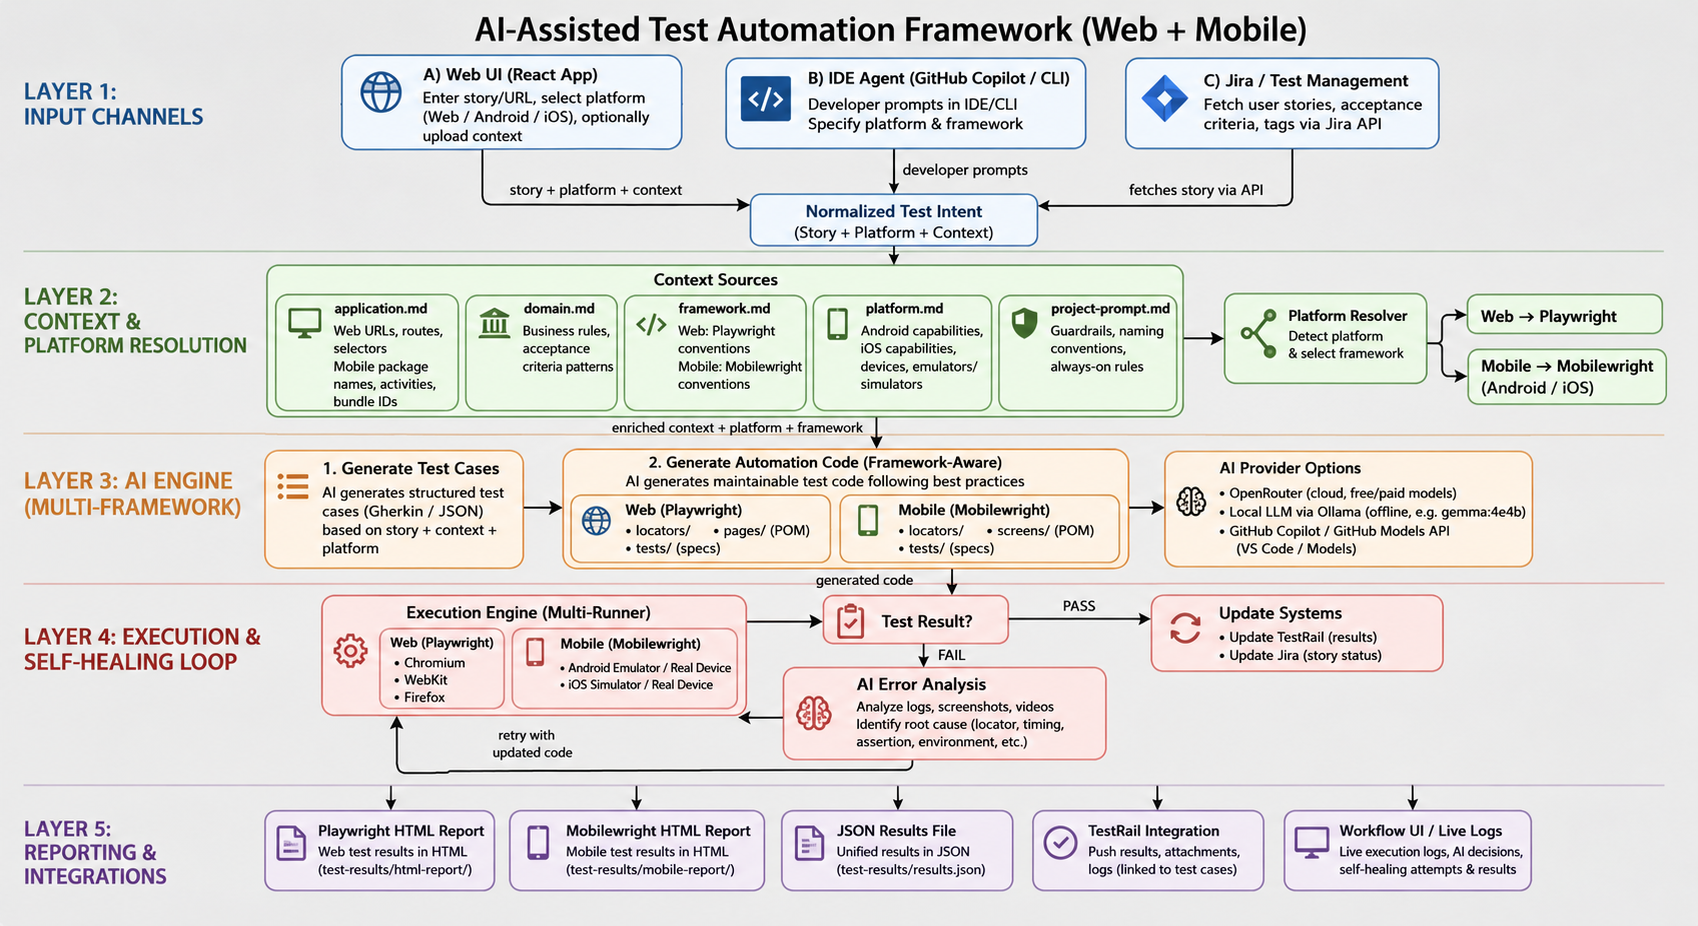 AI-Assisted Test Automation Framework (Web + Mobile)
LAYER 1:
INPUT CHANNELS
A) Web UI (React App)
Enter story/URL, select platform
(Web / Android / iOS), optionally
upload context
B) IDE Agent (GitHub Copilot / CLI)
Developer prompts in IDE/CLI
Specify platform & framework
C) Jira / Test Management
Fetch user stories, acceptance
criteria, tags via Jira API
story + platform + context
developer prompts
fetches story via API
Normalized Test Intent
(Story + Platform + Context)
LAYER 2:
CONTEXT &
PLATFORM RESOLUTION
Context Sources
application.md
Web URLs, routes,
selectors
Mobile package
names, activities,
bundle IDs
domain.md
Business rules,
acceptance
criteria patterns
framework.md
Web: Playwright
conventions
Mobile: Mobilewright
conventions
platform.md
Android capabilities,
iOS capabilities,
devices, emulators/
simulators
project-prompt.md
Guardrails, naming
conventions,
always-on rules
Platform Resolver
Detect platform
& select framework
Web → Playwright
Mobile → Mobilewright
(Android / iOS)
enriched context + platform + framework
LAYER 3: AI ENGINE
(MULTI-FRAMEWORK)
1. Generate Test Cases
AI generates structured test
cases (Gherkin / JSON)
based on story + context +
platform
2. Generate Automation Code (Framework-Aware)
AI generates maintainable test code following best practices
Web (Playwright)
• locators/ • pages/ (POM)
• tests/ (specs)
Mobile (Mobilewright)
• locators/ • screens/ (POM)
• tests/ (specs)
AI Provider Options
• OpenRouter (cloud, free/paid models)
• Local LLM via Ollama (offline, e.g. gemma:4e4b)
• GitHub Copilot / GitHub Models API
(VS Code / Models)
generated code
LAYER 4: EXECUTION &
SELF-HEALING LOOP
Execution Engine (Multi-Runner)
Web (Playwright)
• Chromium
• WebKit
• Firefox
Mobile (Mobilewright)
• Android Emulator / Real Device
• iOS Simulator / Real Device
Test Result?
PASS
FAIL
Update Systems
• Update TestRail (results)
• Update Jira (story status)
AI Error Analysis
Analyze logs, screenshots, videos
Identify root cause (locator, timing,
assertion, environment, etc.)
retry with
updated code
LAYER 5:
REPORTING &
INTEGRATIONS
Playwright HTML Report
Web test results in HTML
(test-results/html-report/)
Mobilewright HTML Report
Mobile test results in HTML
(test-results/mobile-report/)
JSON Results File
Unified results in JSON
(test-results/results.json)
TestRail Integration
Push results, attachments,
logs (linked to test cases)
Workflow UI / Live Logs
Live execution logs, AI decisions,
self-healing attempts & results